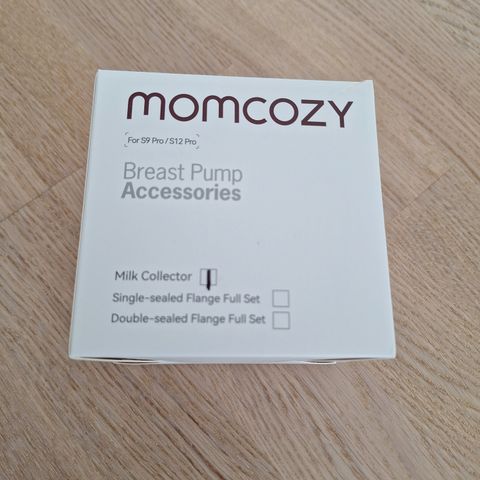 momcozy
For S9 Pro / S12 Pro
Breast Pump
Accessories
Milk Collector
Single-sealed Flange Full Set
Double-sealed Flange Full Set